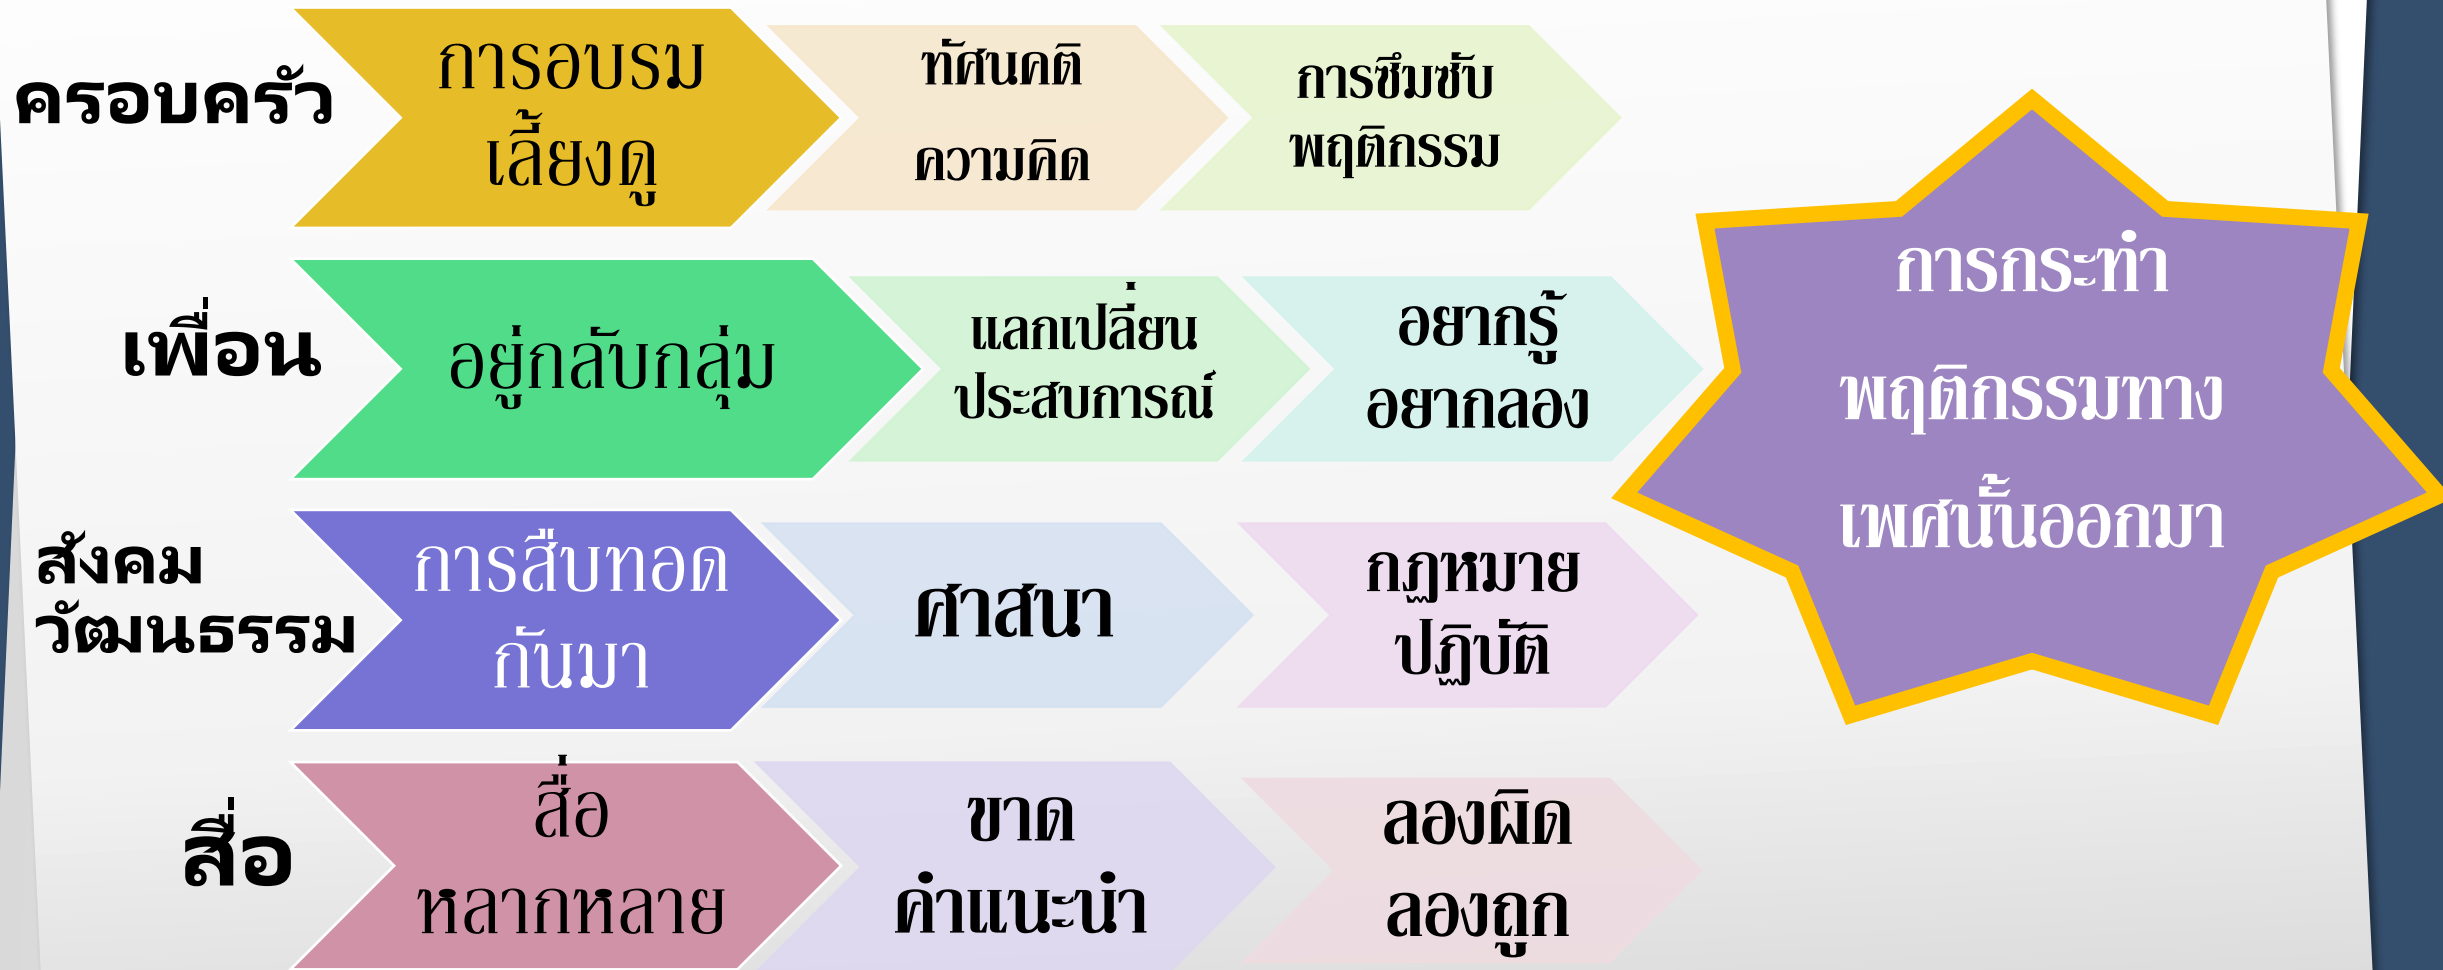 ครอบครัว
การอบรม
เลี้ยงดู
ทัศนคติ
ความคิด
การซึมซับ
พฤติกรรม
เพื่อน
อยู่กลับกลุ่ม
แลกเปลี่ยน
ประสบการณ์
อยากรู้
อยากลอง
สังคม
วัฒนธรรม
การสืบทอด
กันมา
ศาสนา
กฎหมาย
ปฏิบัติ
สื่อ
สื่อ
หลากหลาย
ขาด
คำแนะนำ
ลองผิด
ลองถูก
การกระทำ
พฤติกรรมทาง
เพศนั้นออกมา